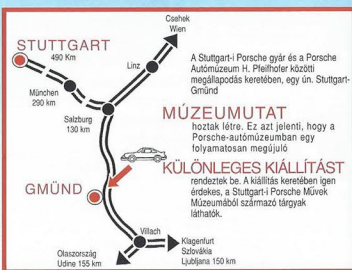 Csehek
Wien
STUTTGART
490 Km
Linz
München
290 km
Salzburg
130 km
GMÜND
Villach
Olaszország
Udine 155 km
Klagenfurt
Szlovákia
Ljubljana 150 km
A Stuttgart-i Porsche gyár és a Porsche
Autómúzeum H. Pfeifhofer közötti
megállapodás keretében, egy ún. Stuttgart-
Gmünd
MÚZEUMUTAT
hoztak létre. Ez azt jelenti, hogy a
Porsche-autómúzeumban egy
folyamatosan megújuló
KÜLÖNLEGES KIÁLLÍTÁST
rendeztek be. A kiállítás keretében igen
érdekes, a Stuttgart-i Porsche Művek
Múzeumából származó tárgyak
láthatók.